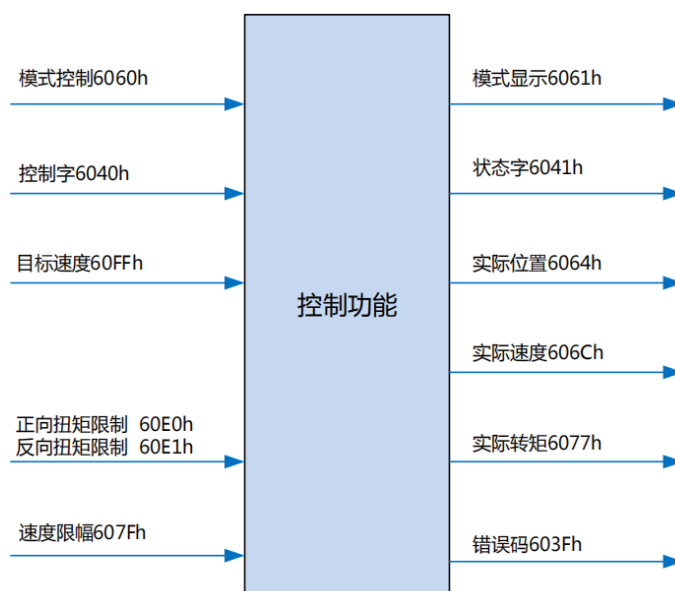 模式控制6060h
控制字6040h
目标速度60FFh
正向扭矩限制 60E0h
反向扭矩限制 60E1h
速度限幅607Fh
控制功能
模式显示6061h
状态字6041h
实际位置6064h
实际速度606Ch
实际转矩6077h
错误码603Fh